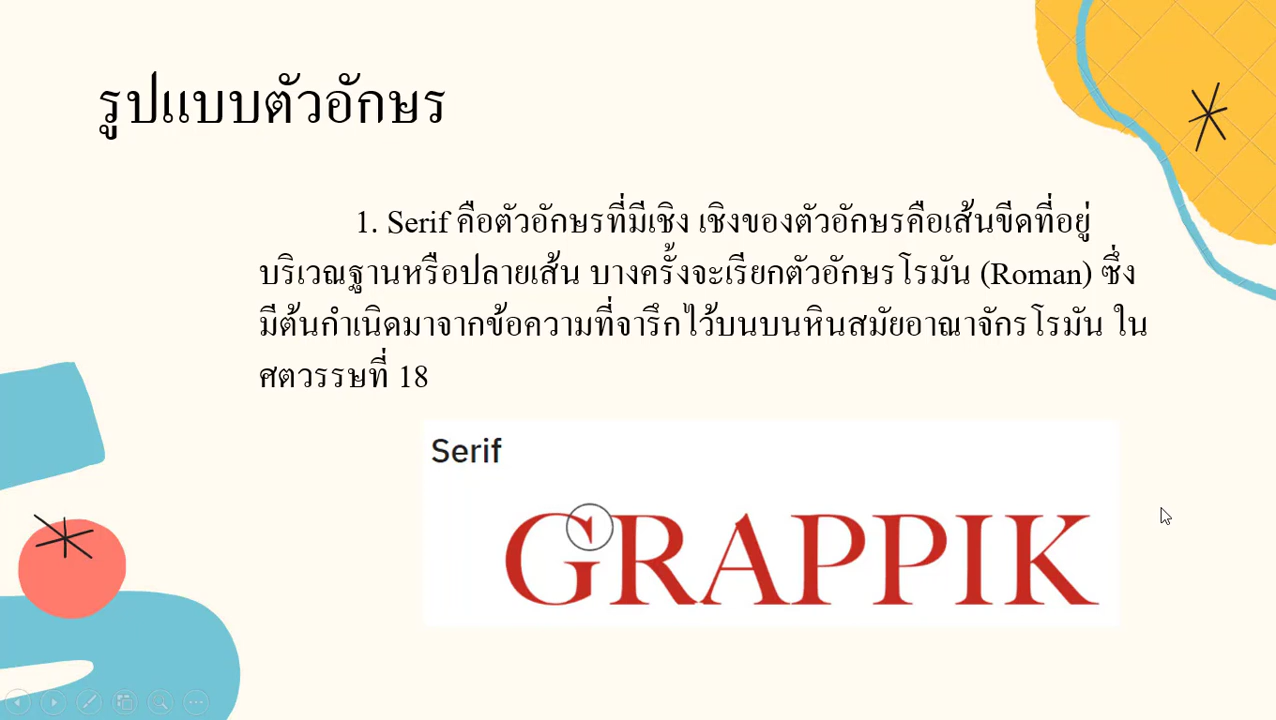 รูปแบบตัวอักษร
1. Serif คือตัวอักษรที่มีเชิง เชิงของตัวอักษรคือเส้นขีดที่อยู่
บริเวณฐานหรือปลายเส้น บางครั้งจะเรียกตัวอักษรโรมัน (Roman) ซึ่ง
มีต้นกำเนิดมาจากข้อความที่จารึกไว้บนบนหินสมัยอาณาจักรโรมัน ใน
ศตวรรษที่ 18
Serif
GRAPPIK